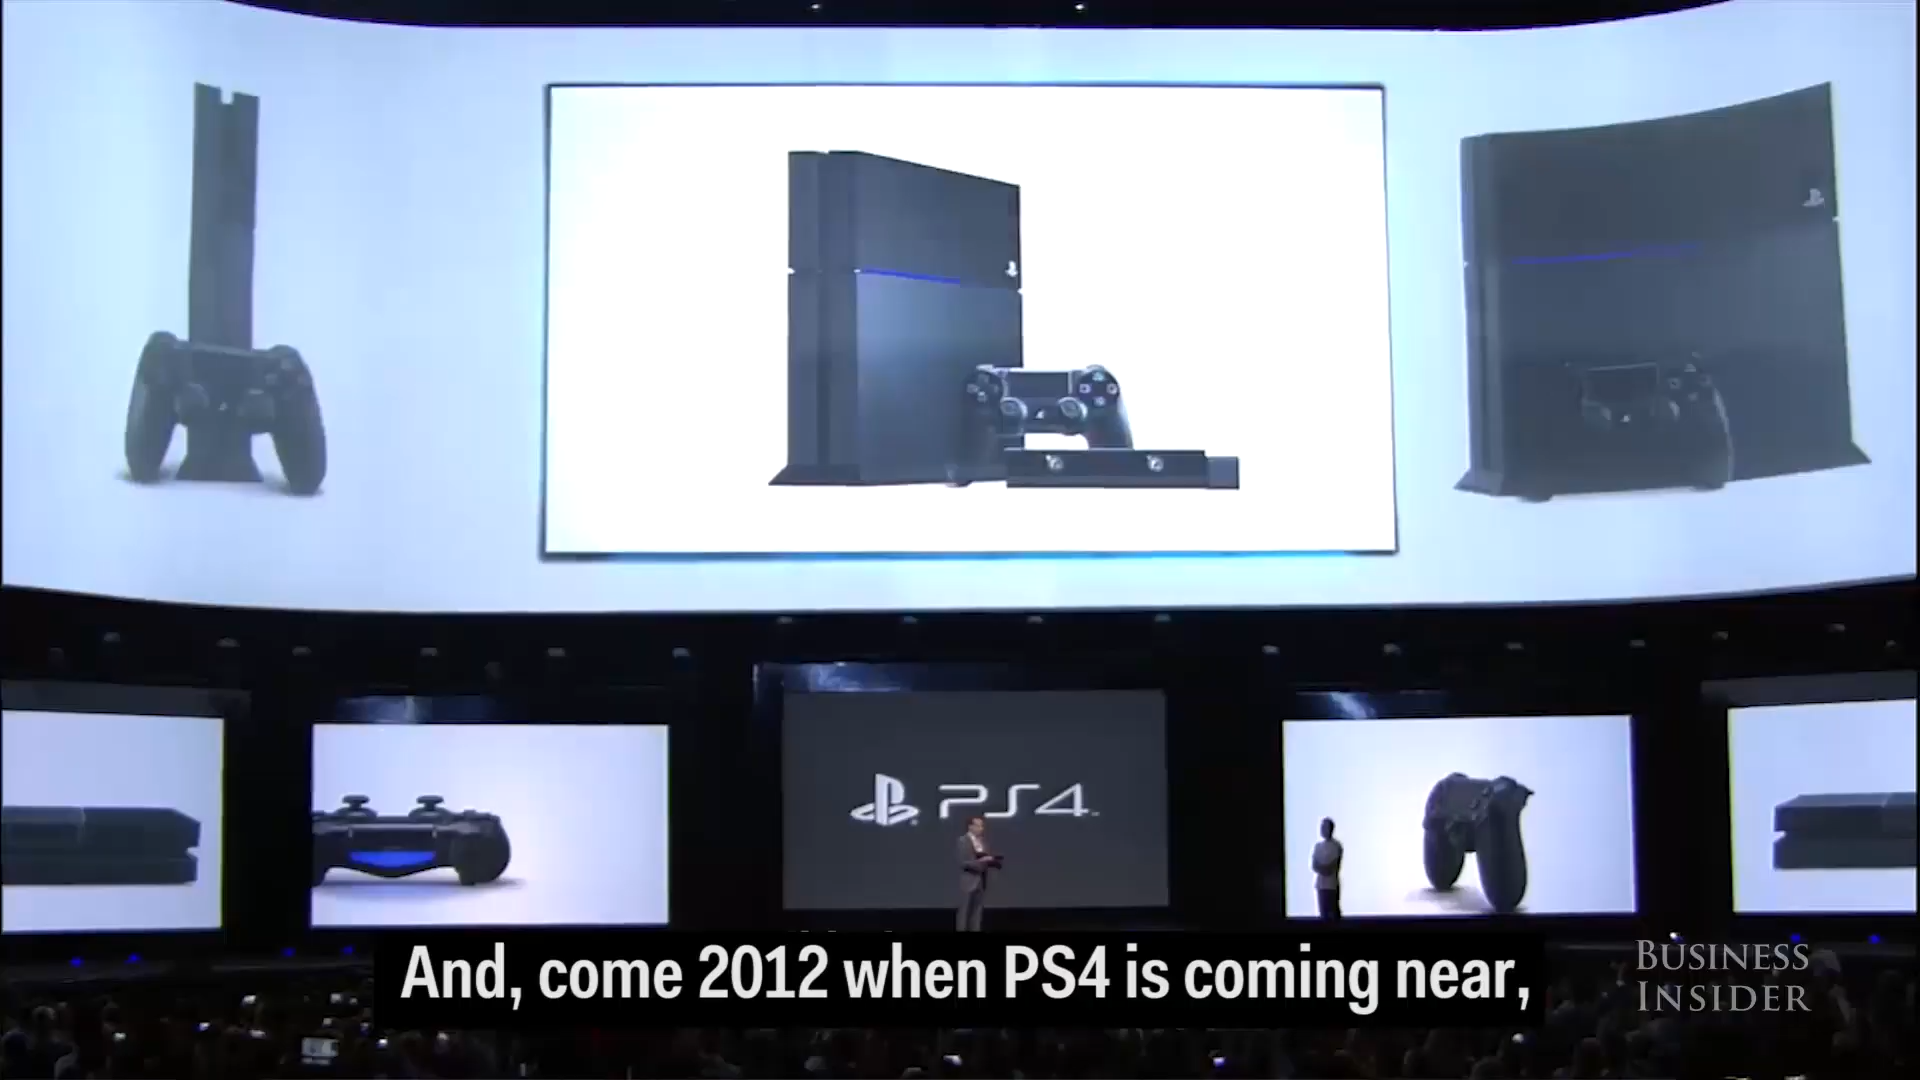 PS4
And, come 2012 when PS4 is coming near,
BUSINESS
INSIDER